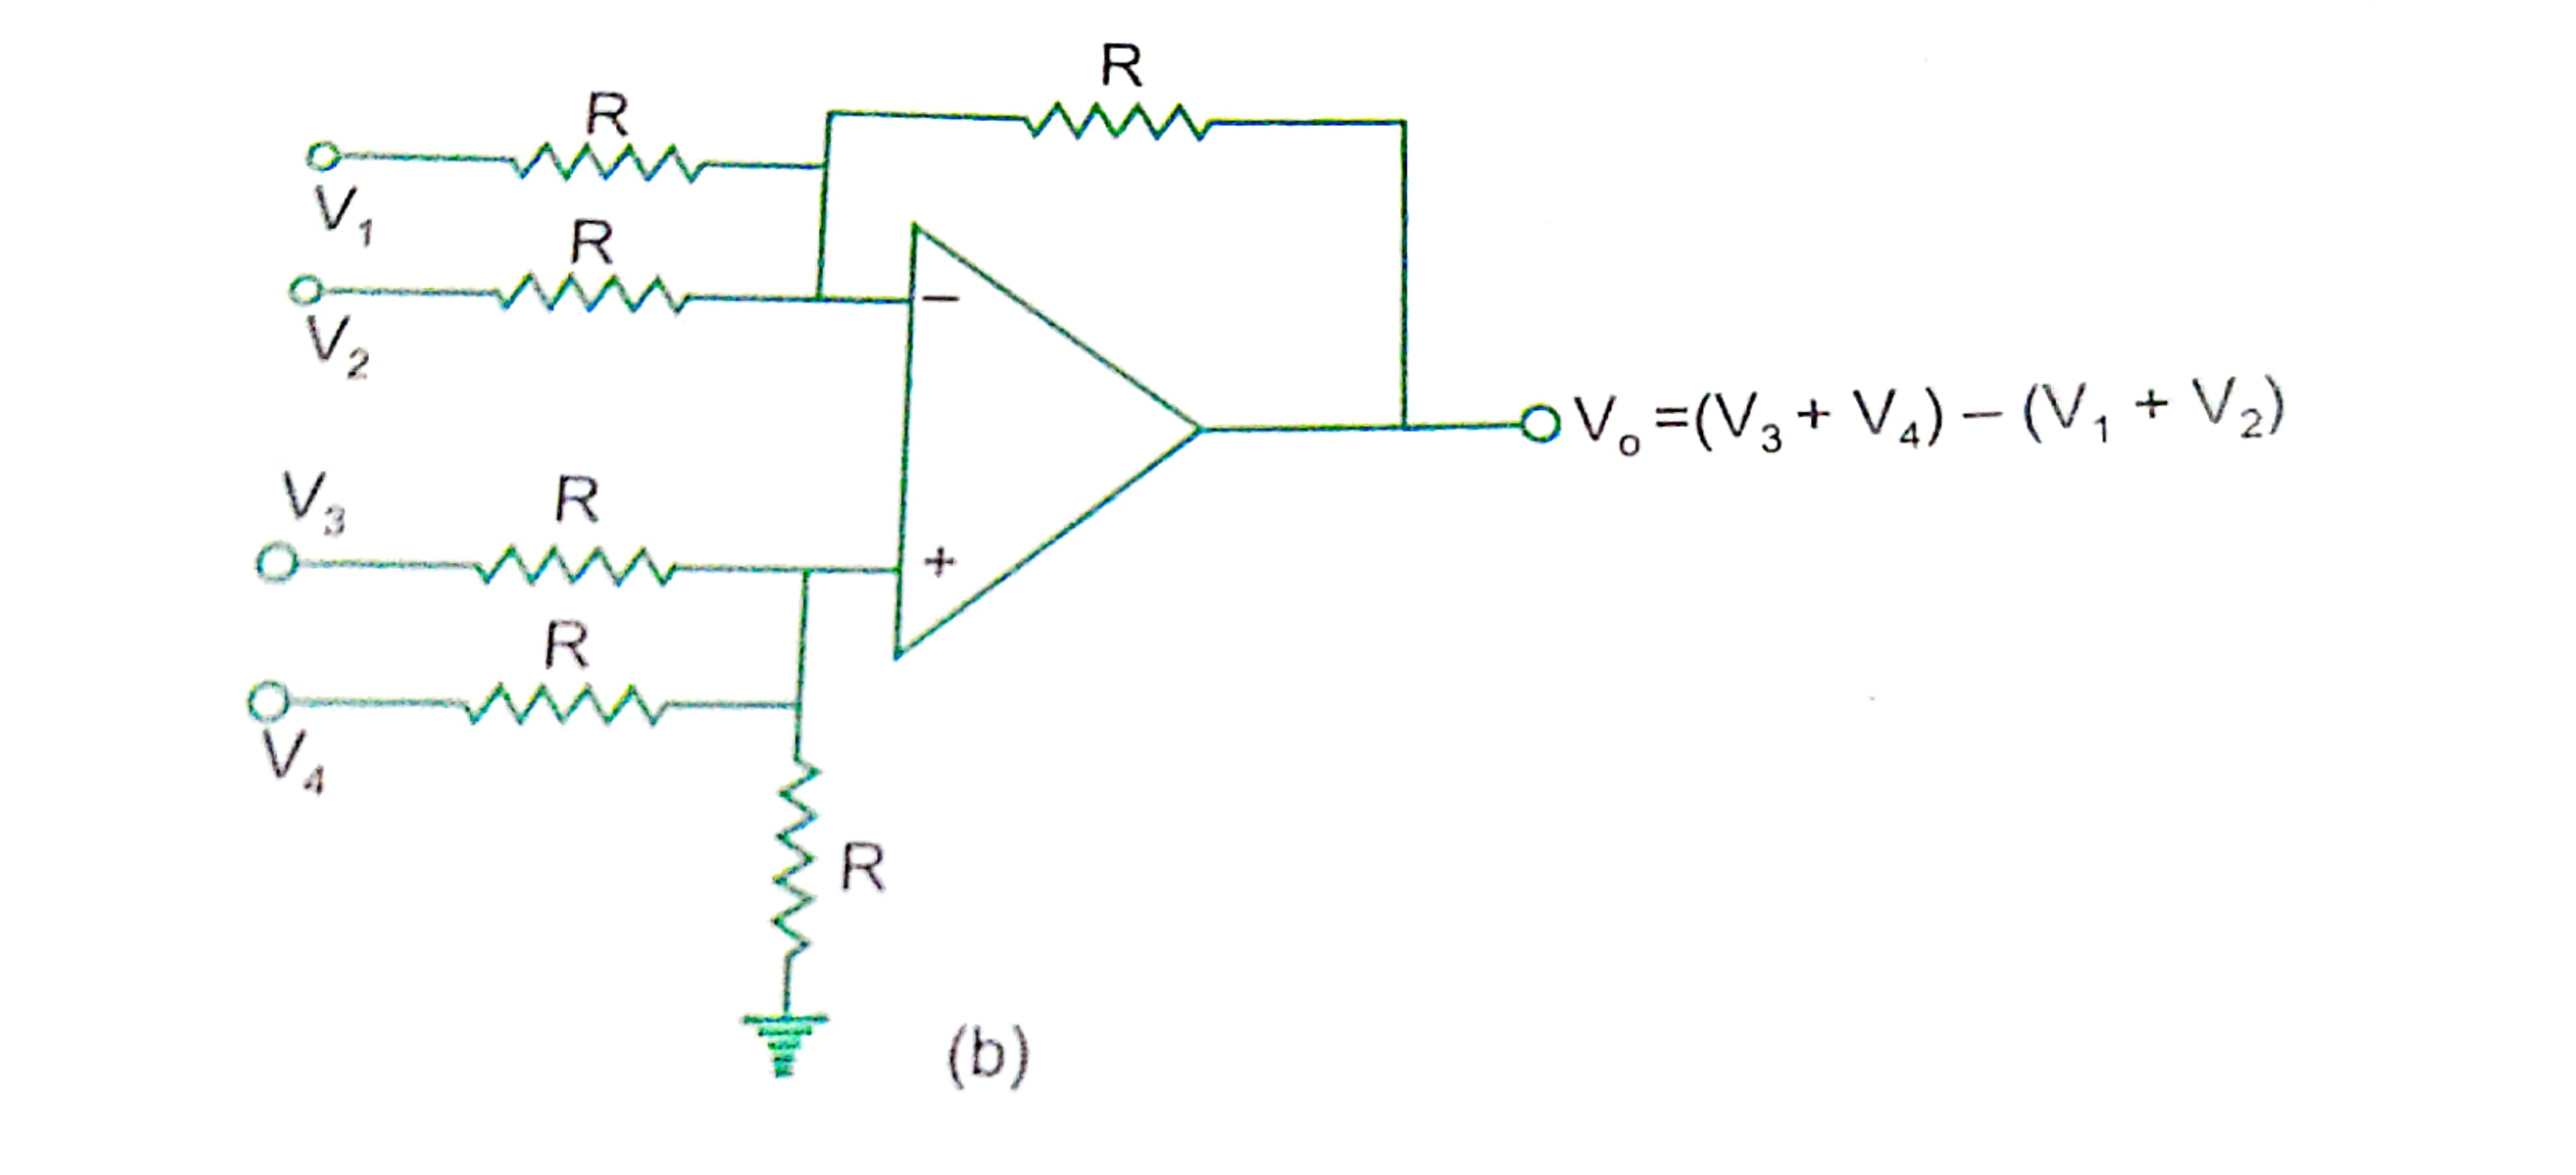 R
R
V₁
R
V₂
−
Vₒ =(V₃ + V₄) − (V₁ + V₂)
V₃
R
+
R
V₄
R
(b)